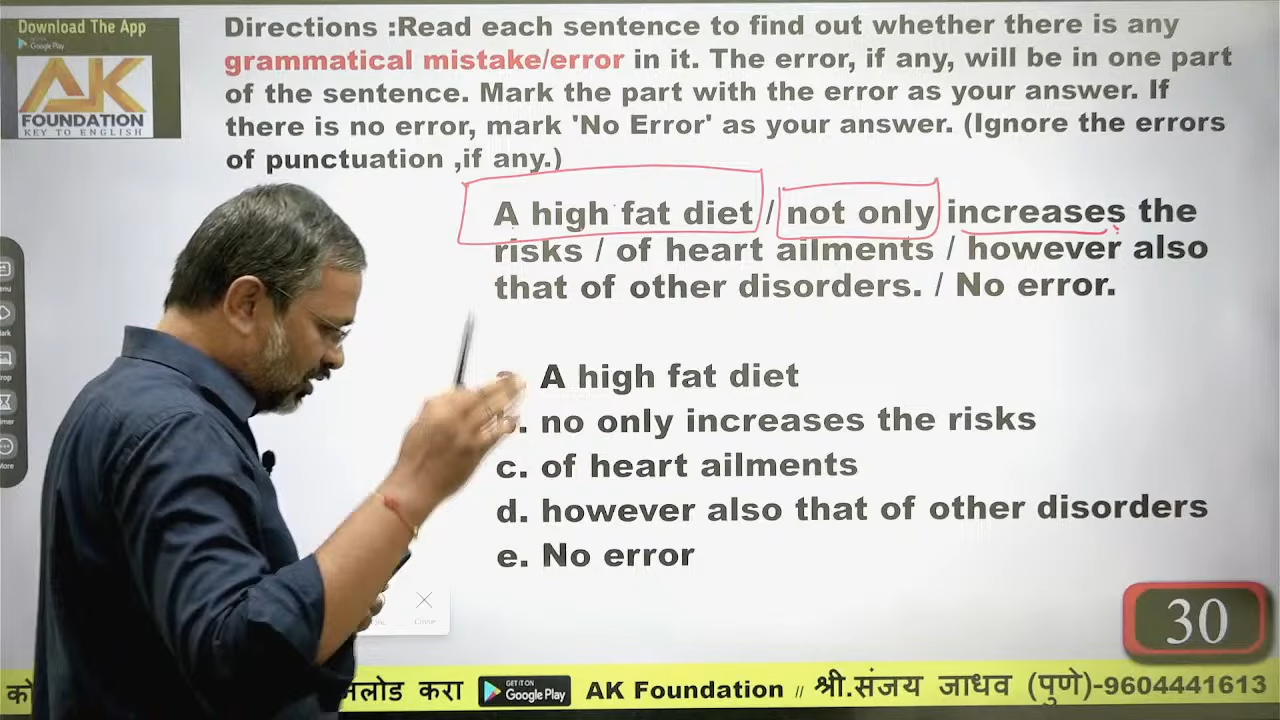 Download The App
Google Play
AK
FOUNDATION
KEY TO ENGLISH
Directions :Read each sentence to find out whether there is any
grammatical mistake/error in it. The error, if any, will be in one part
of the sentence. Mark the part with the error as your answer. If
there is no error, mark 'No Error' as your answer. (Ignore the errors
of punctuation ,if any.)
A high fat diet / not only increases the
risks / of heart ailments / however also
that of other disorders. / No error.
A high fat diet
b. no only increases the risks
c. of heart ailments
d. however also that of other disorders
e. No error
30
करा GET IT ON Google Play AK Foundation // श्री.संजय जाधव (पुणे)-9604441613